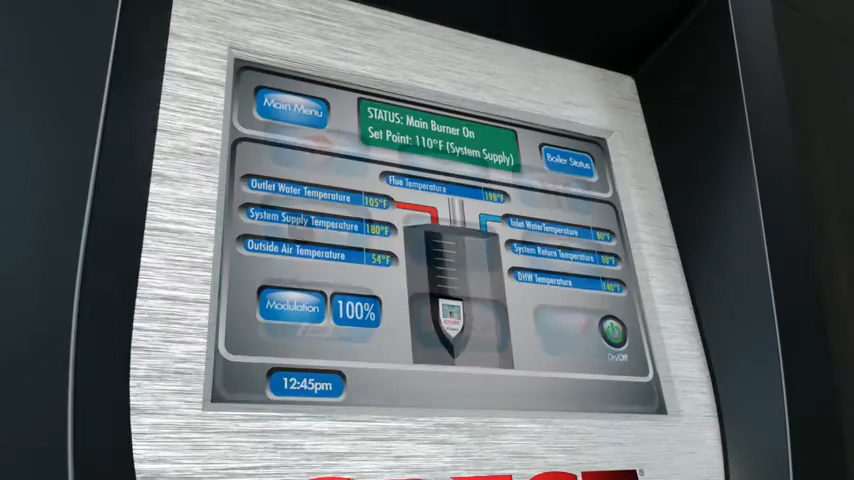 Main Menu
STATUS: Main Burner On
Set Point: 110°F (System Supply)
Boiler Status
Flue Temperature 198°F
Outlet Water Temperature 105°F
System Supply Temperature 180°F
Outside Air Temperature 54°F
Inlet WaterTemperature 80°F
System Return Temperature 80°F
DHW Temperature 140°F
Modulation 100%
On/Off
12:45pm
CREST®